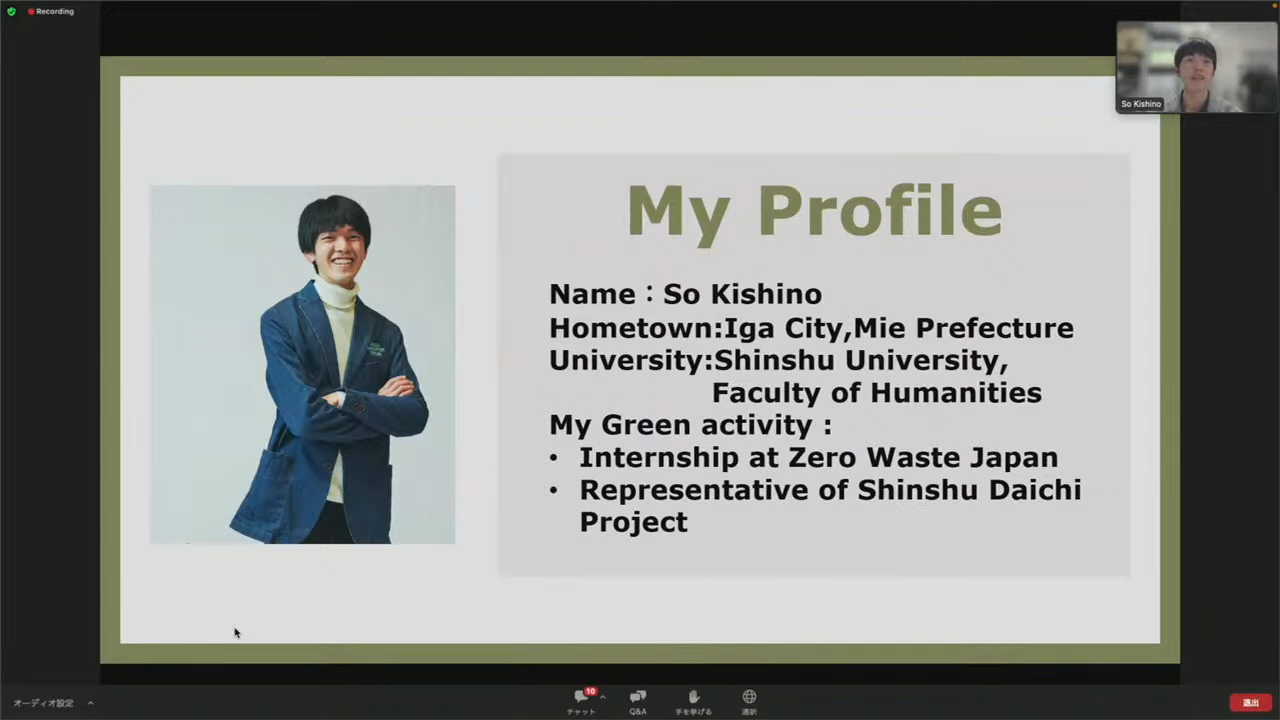 Recording
So Kishino
My Profile
Name：So Kishino
Hometown:Iga City,Mie Prefecture
University:Shinshu University,
Faculty of Humanities
My Green activity :
• Internship at Zero Waste Japan
• Representative of Shinshu Daichi
Project
オーディオ設定
10
チャット
Q&A
手を挙げる
通訳
退出